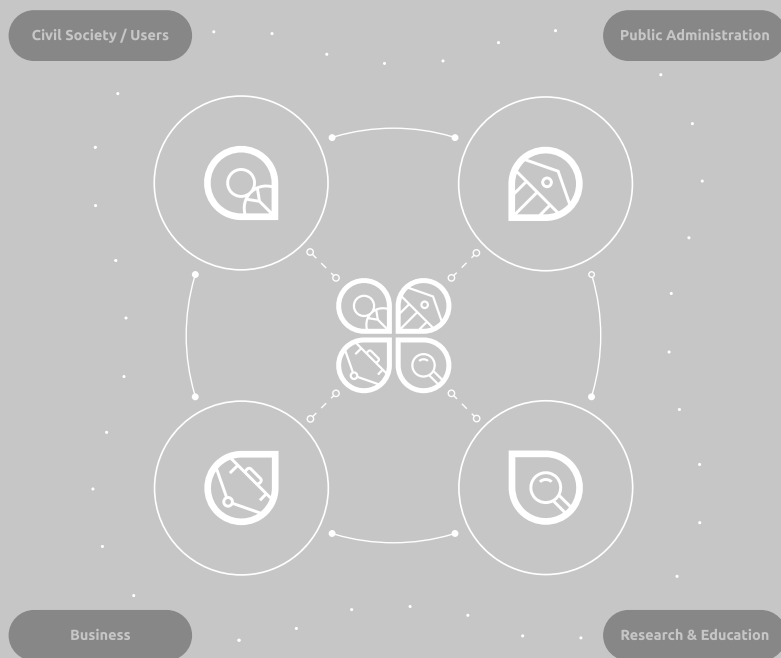 Civil Society / Users
Public Administration
Business
Research & Education